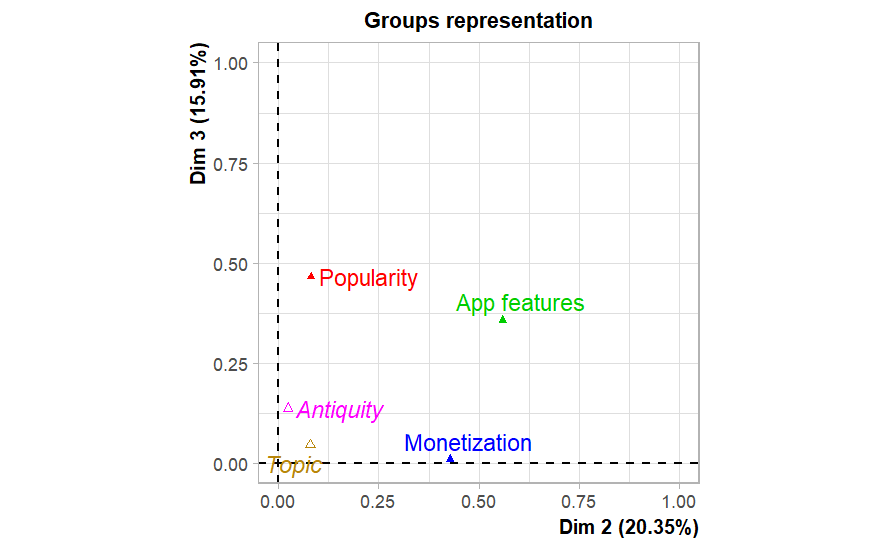 Groups representation
Dim 3 (15.91%)
1.00
0.75
0.50
0.25
0.00
Popularity
App features
Antiquity
Monetization
Topic
0.00 0.25 0.50 0.75 1.00
Dim 2 (20.35%)